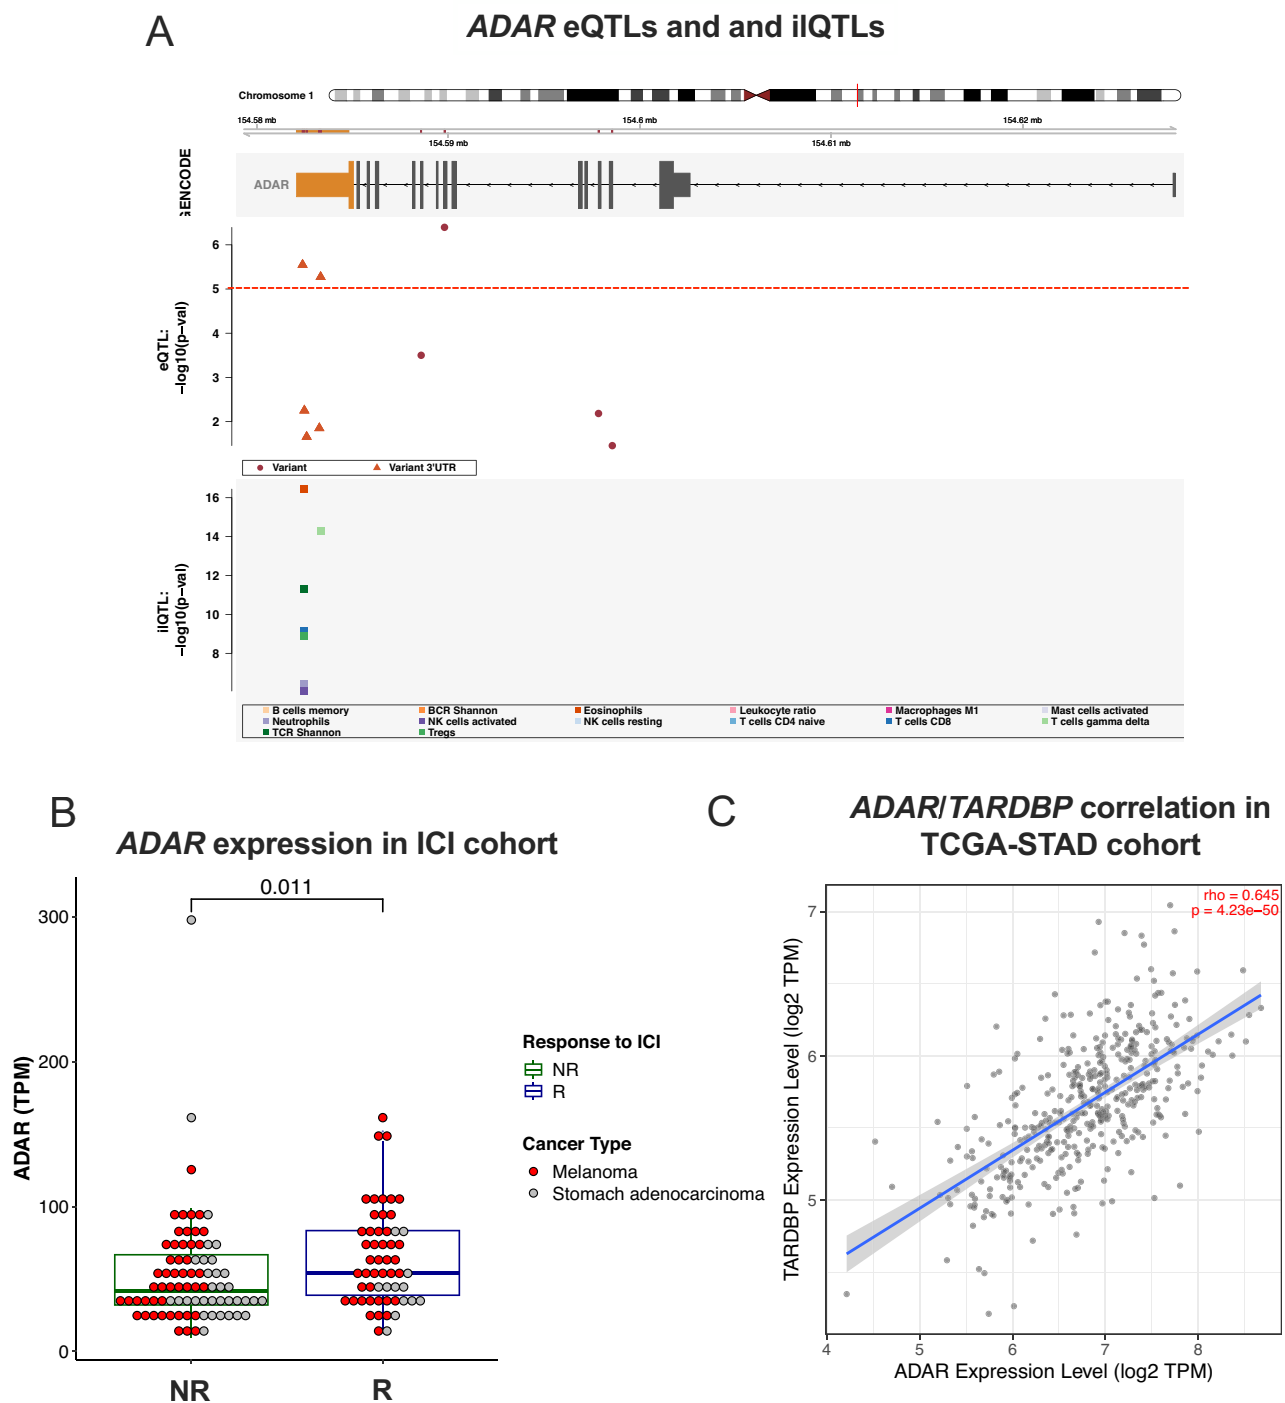 A
ADAR eQTLs and and ilQTLs
Chromosome 1
154.58 mb
154.6 mb
154.62 mb
154.59 mb
154.61 mb
GENCODE
ADAR
eQTL:
−log10(p−val)
6
5
4
3
2
Variant
Variant 3'UTR
ilQTL:
−log10(p−val)
16
14
12
10
8
B cells memory
BCR Shannon
Eosinophils
Leukocyte ratio
Macrophages M1
Mast cells activated
Neutrophils
NK cells activated
NK cells resting
T cells CD4 naive
T cells CD8
T cells gamma delta
TCR Shannon
Tregs
B
ADAR expression in ICI cohort
0.011
ADAR (TPM)
300
200
100
0
NR
R
Response to ICI
NR
R
Cancer Type
Melanoma
Stomach adenocarcinoma
C
ADAR/TARDBP correlation in
TCGA-STAD cohort
rho = 0.645
p = 4.23e−50
TARDBP Expression Level (log2 TPM)
7
6
5
4
5
6
7
8
ADAR Expression Level (log2 TPM)